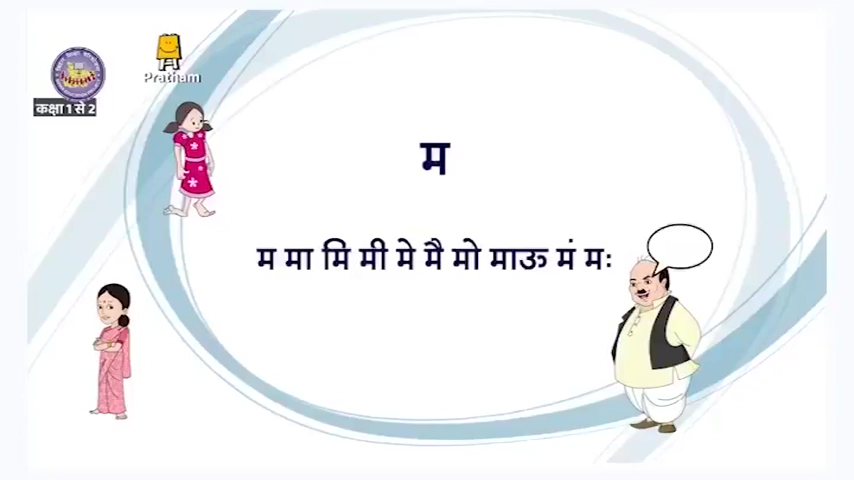 Pratham
कक्षा 1 से 2
म
म मा मि मी मे मै मो माऊ मं मः